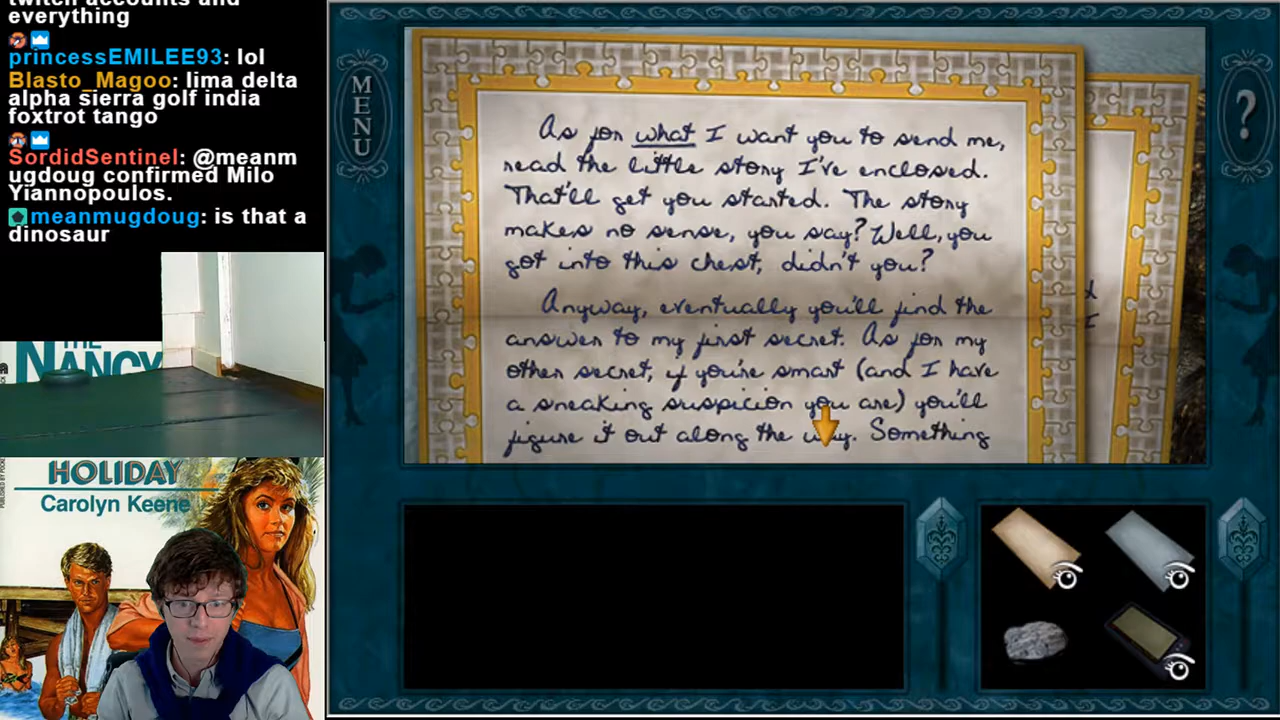 twitch accounts and
everything
princessEMILEE93: lol
Blasto_Magoo: lima delta
alpha sierra golf india
foxtrot tango
SordidSentinel: @meanm
ugdoug confirmed Milo
Yiannopoulos.
meanmugdoug: is that a
dinosaur
THE
NANCY
HOLIDAY
Carolyn Keene
MENU
?
As for what I want you to send me,
read the little story I've enclosed.
That'll get you started. The story
makes no sense, you say? Well, you
got into this chest, didn't you?
Anyway, eventually you'll find the
answer to my first secret. As for my
other secret, if you're smart (and I have
a sneaking suspicion you are) you'll
figure it out along the way. Something